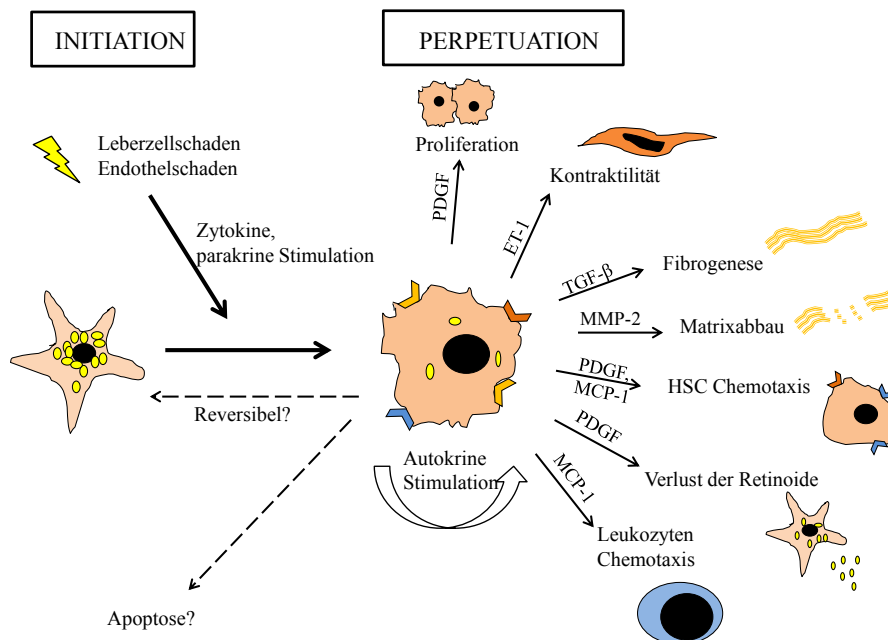 INITIATION
PERPETUATION
Leberzellschaden
Endothelschaden
Zytokine,
parakrine Stimulation
Reversibel?
Apoptose?
Autokrine
Stimulation
PDGF
Proliferation
ET-1
Kontraktilität
TGF-β
Fibrogenese
MMP-2
Matrixabbau
PDGF,
MCP-1
HSC Chemotaxis
PDGF
Verlust der Retinoide
MCP-1
Leukozyten
Chemotaxis